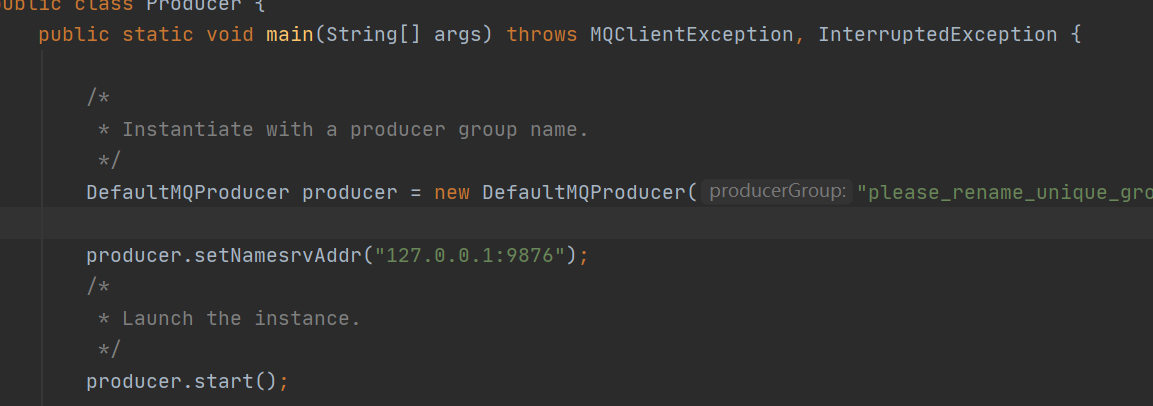 public class Producer {
public static void main(String[] args) throws MQClientException, InterruptedException {
/*
* Instantiate with a producer group name.
*/
DefaultMQProducer producer = new DefaultMQProducer( producerGroup: "please_rename_unique_gro
producer.setNamesrvAddr("127.0.0.1:9876");
/*
* Launch the instance.
*/
producer.start();